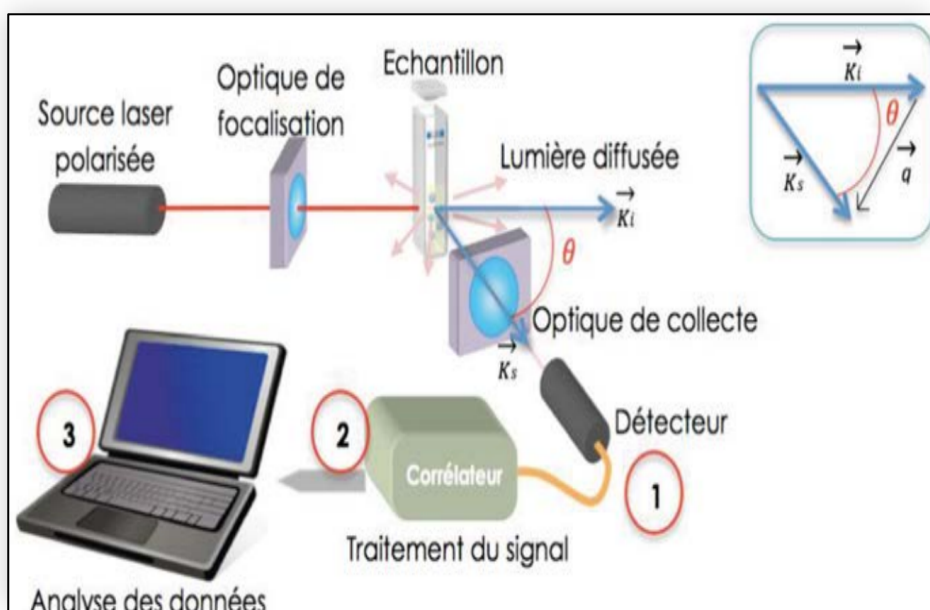 Source laser
polarisée
Optique de
focalisation
Echantillon
Lumière diffusée
Ki
θ
Optique de collecte
Ks
Détecteur
1
Corrélateur
2
Traitement du signal
3
Analyse des données
Ki
θ
Ks
q